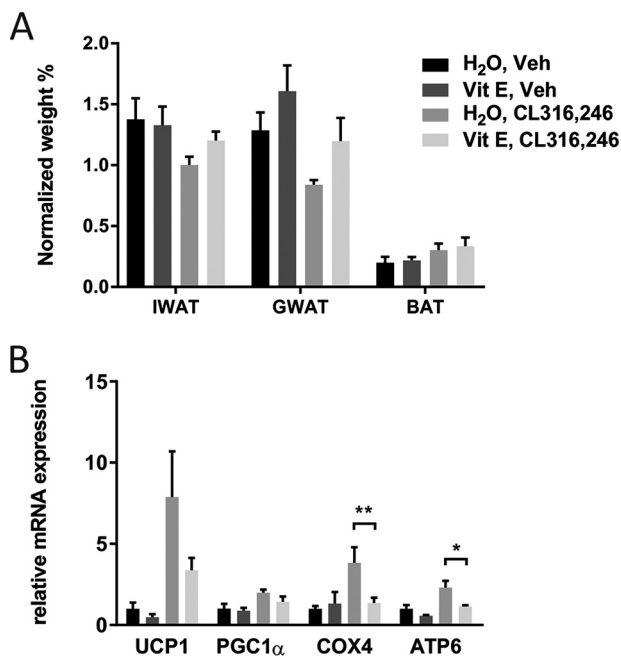 A
Normalized weight %
2.0
1.5
1.0
0.5
0.0
H₂O, Veh
Vit E, Veh
H₂O, CL316,246
Vit E, CL316,246
IWAT GWAT BAT
B
relative mRNA expression
15
10
5
0
** 
*
UCP1 PGC1α COX4 ATP6